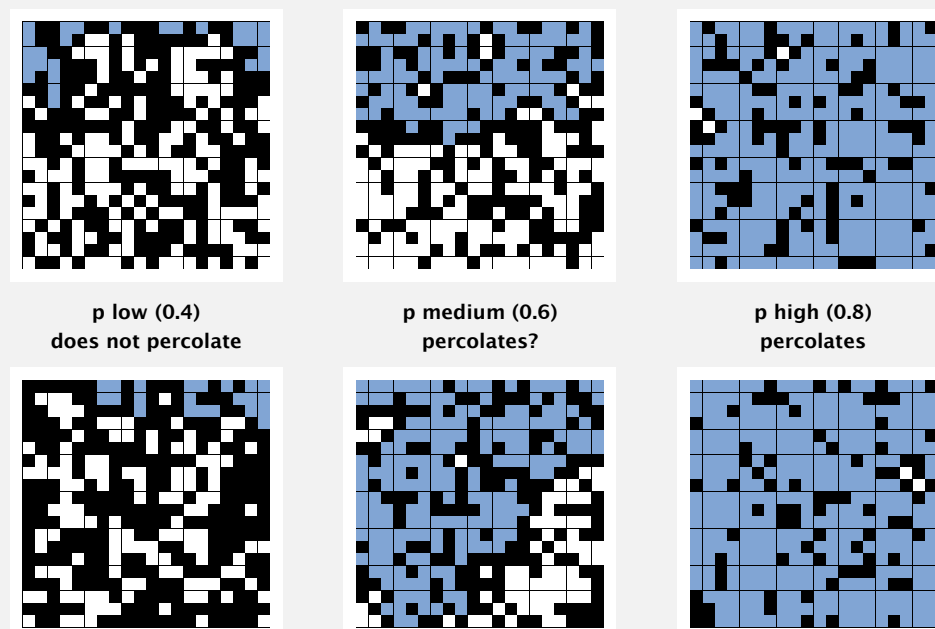 p low (0.4)
does not percolate
p medium (0.6)
percolates?
p high (0.8)
percolates